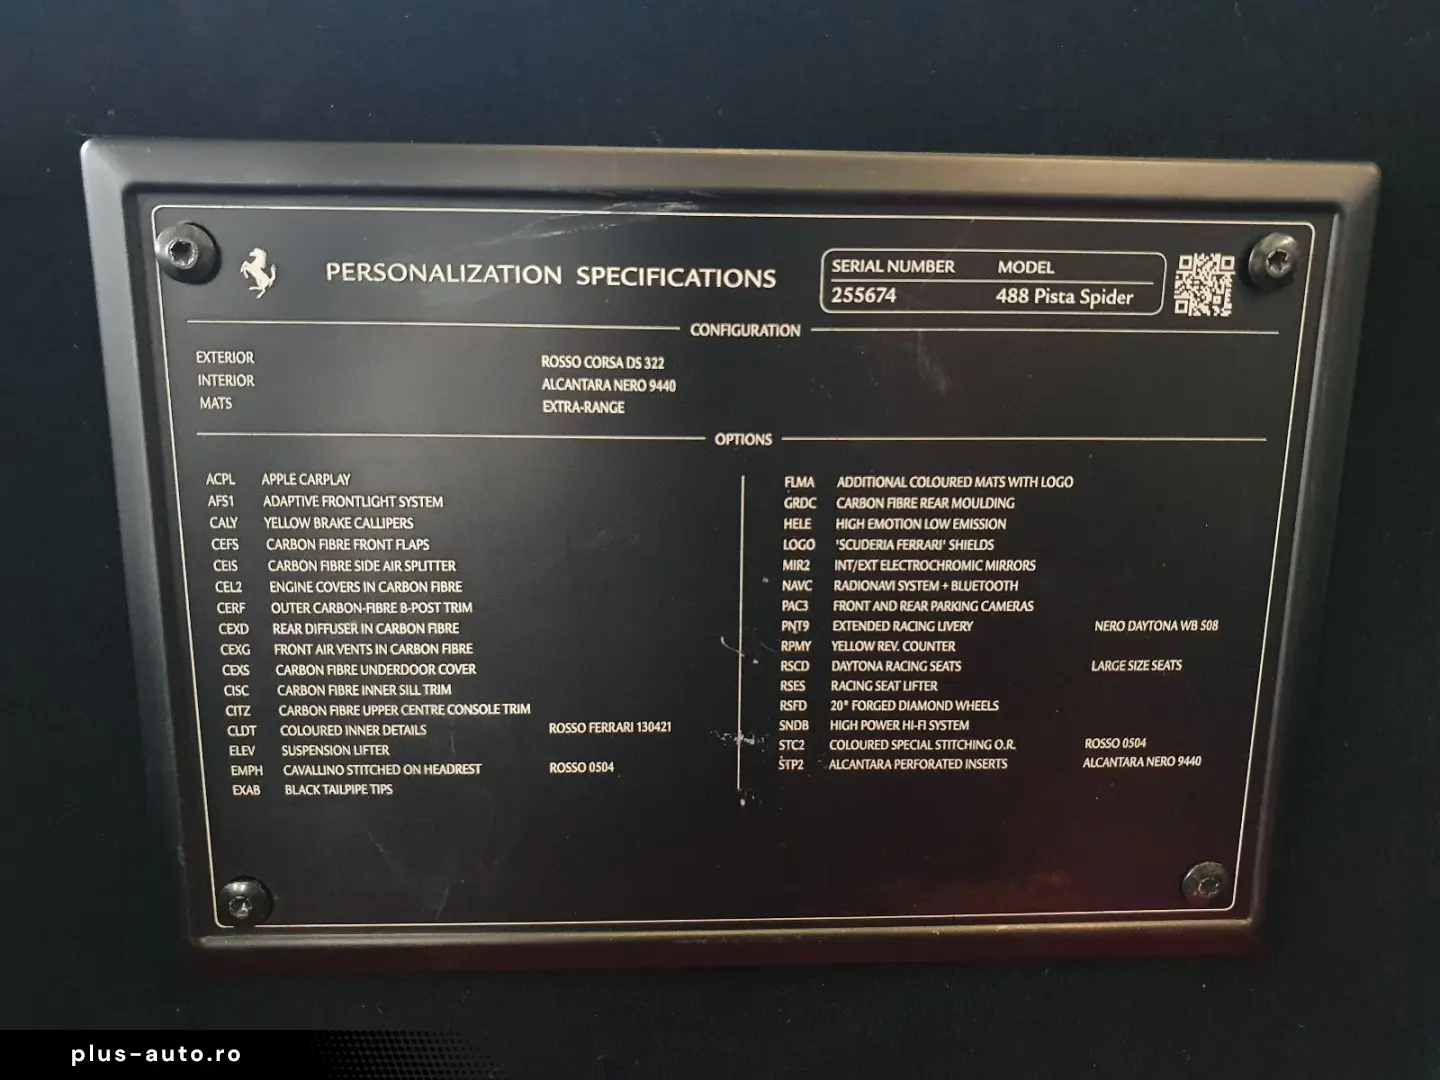 PERSONALIZATION SPECIFICATIONS
SERIAL NUMBER MODEL
255674 488 Pista Spider
CONFIGURATION
EXTERIOR ROSSO CORSA DS 322
INTERIOR ALCANTARA NERO 9440
MATS EXTRA-RANGE
OPTIONS
ACPL APPLE CARPLAY
AFS1 ADAPTIVE FRONTLIGHT SYSTEM
CALY YELLOW BRAKE CALLIPERS
CEFS CARBON FIBRE FRONT FLAPS
CEIS CARBON FIBRE SIDE AIR SPLITTER
CEL2 ENGINE COVERS IN CARBON FIBRE
CERF OUTER CARBON-FIBRE B-POST TRIM
CEXD REAR DIFFUSER IN CARBON FIBRE
CEXG FRONT AIR VENTS IN CARBON FIBRE
CEXS CARBON FIBRE UNDERDOOR COVER
CISC CARBON FIBRE INNER SILL TRIM
CITZ CARBON FIBRE UPPER CENTRE CONSOLE TRIM
CLDT COLOURED INNER DETAILS ROSSO FERRARI 130421
ELEV SUSPENSION LIFTER
EMPH CAVALLINO STITCHED ON HEADREST ROSSO 0504
EXAB BLACK TAILPIPE TIPS
FLMA ADDITIONAL COLOURED MATS WITH LOGO
GRDC CARBON FIBRE REAR MOULDING
HELE HIGH EMOTION LOW EMISSION
LOGO 'SCUDERIA FERRARI' SHIELDS
MIR2 INT/EXT ELECTROCHROMIC MIRRORS
NAVC RADIONAVI SYSTEM + BLUETOOTH
PAC3 FRONT AND REAR PARKING CAMERAS
PNT9 EXTENDED RACING LIVERY NERO DAYTONA WB 508
RPMY YELLOW REV. COUNTER
RSCD DAYTONA RACING SEATS LARGE SIZE SEATS
RSES RACING SEAT LIFTER
RSFD 20" FORGED DIAMOND WHEELS
SNDB HIGH POWER HI-FI SYSTEM
STC2 COLOURED SPECIAL STITCHING O.R. ROSSO 0504
STP2 ALCANTARA PERFORATED INSERTS ALCANTARA NERO 9440
plus-auto.ro